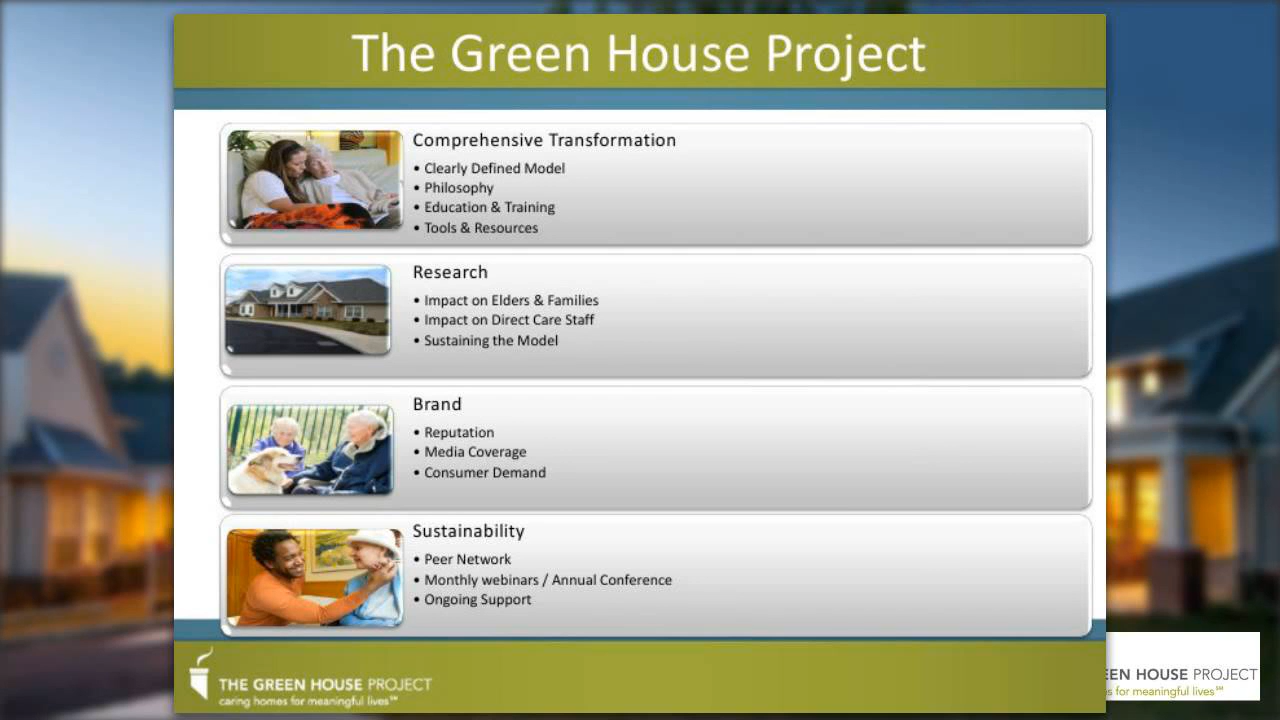 The Green House Project
Comprehensive Transformation
• Clearly Defined Model
• Philosophy
• Education & Training
• Tools & Resources
Research
• Impact on Elders & Families
• Impact on Direct Care Staff
• Sustaining the Model
Brand
• Reputation
• Media Coverage
• Consumer Demand
Sustainability
• Peer Network
• Monthly webinars / Annual Conference
• Ongoing Support
THE GREEN HOUSE PROJECT
caring homes for meaningful lives℠
EEN HOUSE PROJECT
s for meaningful lives℠